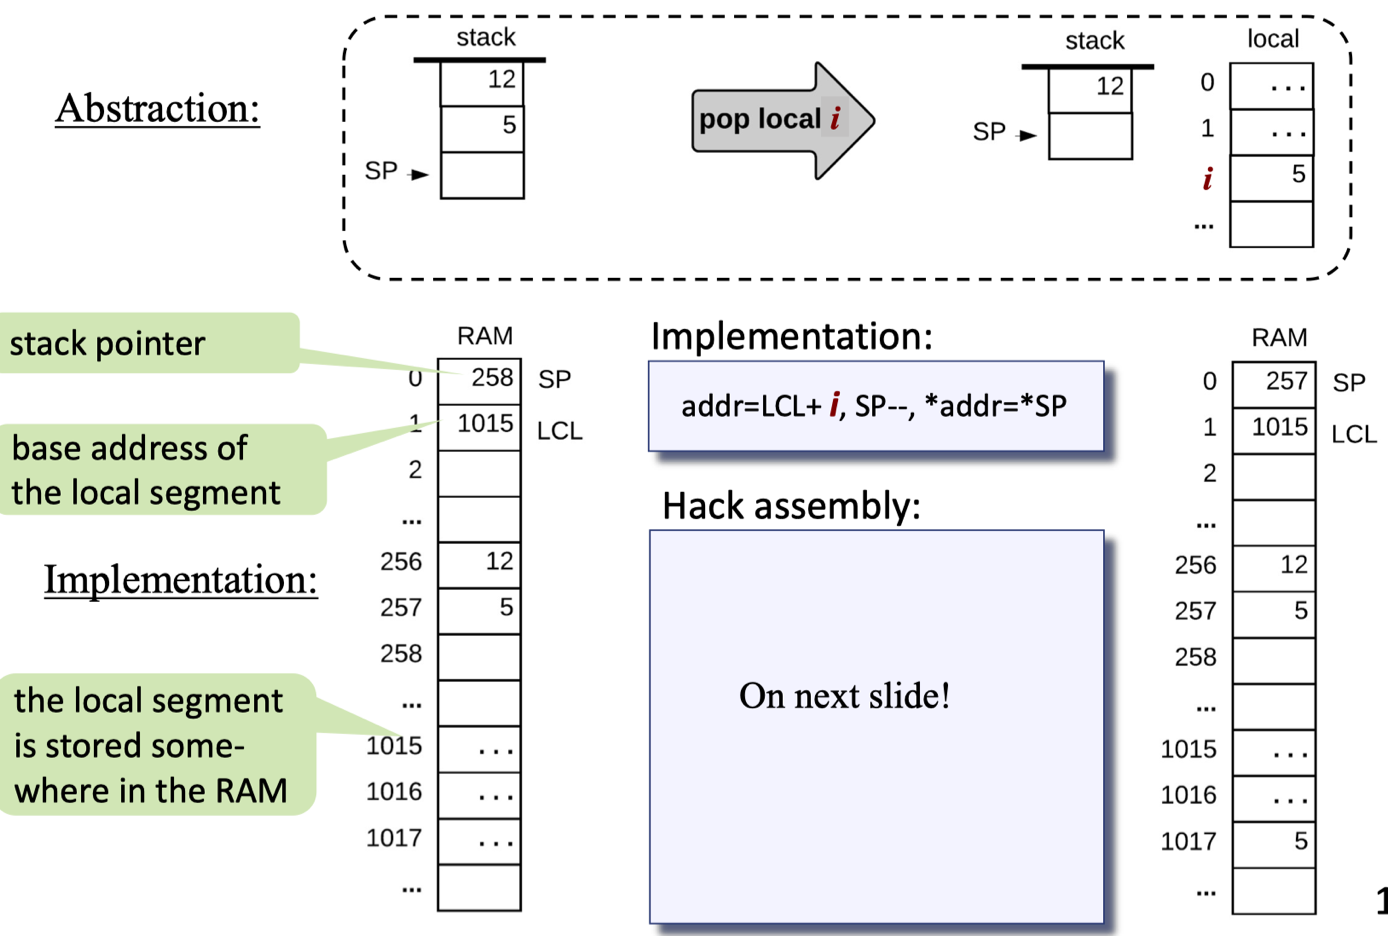 Abstraction:
stack
12
5
SP
pop local i
stack
12
SP
local
0 ...
1 ...
i 5
...
stack pointer
base address of
the local segment
Implementation:
the local segment
is stored some-
where in the RAM
RAM
0 258 SP
1 1015 LCL
2
...
256 12
257 5
258
...
1015 ...
1016 ...
1017 ...
...
Implementation:
addr=LCL+ i, SP--, *addr=*SP
Hack assembly:
On next slide!
RAM
0 257 SP
1 1015 LCL
2
...
256 12
257 5
258
...
1015 ...
1016 ...
1017 5
...
1